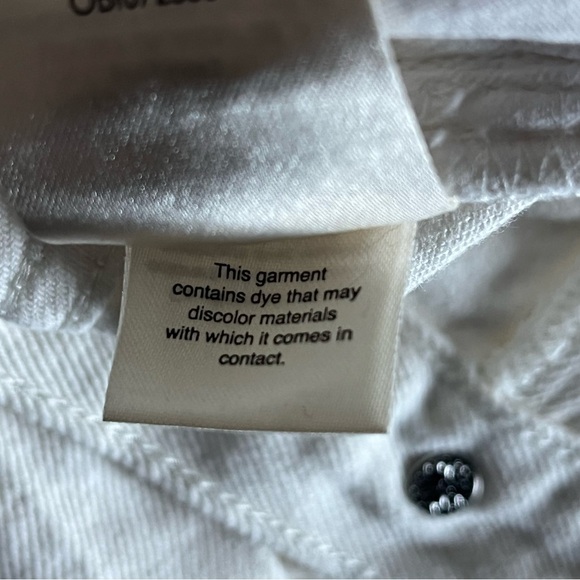 This garment
contains dye that may
discolor materials
with which it comes in
contact.